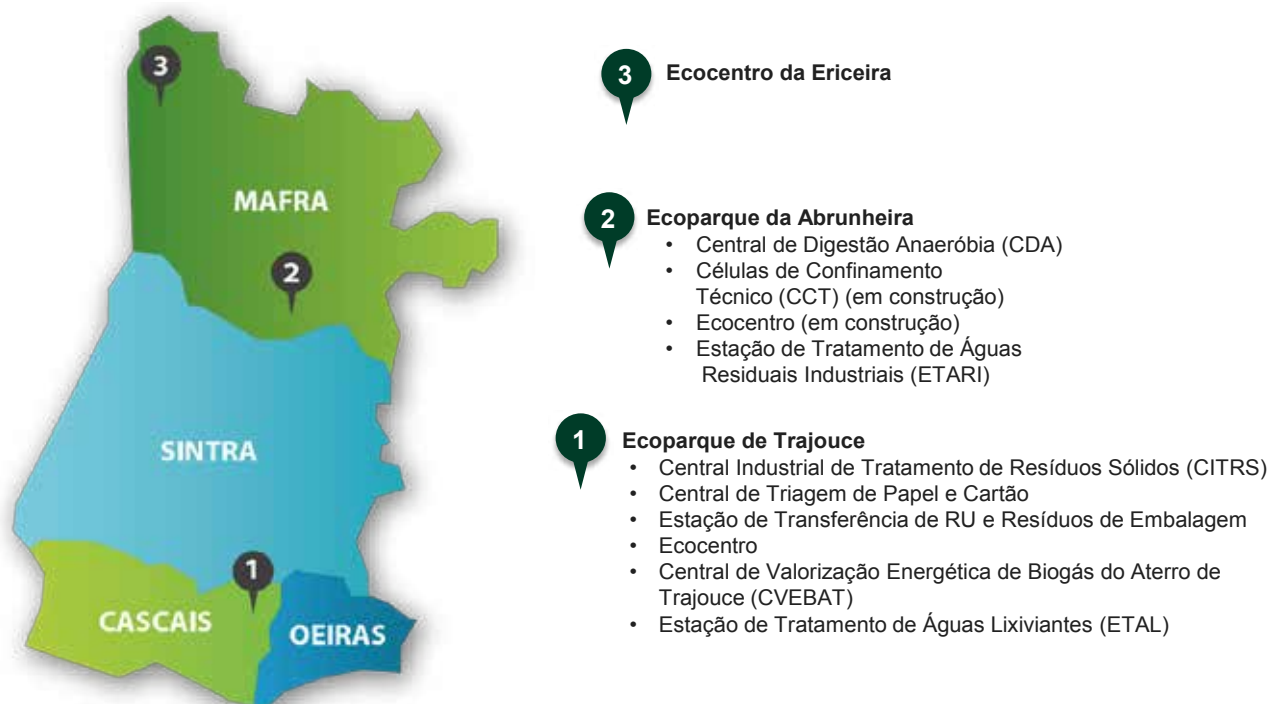 3
MAFRA
2
SINTRA
1
CASCAIS
OEIRAS
3 Ecocentro da Ericeira
2 Ecoparque da Abrunheira
• Central de Digestão Anaeróbia (CDA)
• Células de Confinamento
Técnico (CCT) (em construção)
• Ecocentro (em construção)
• Estação de Tratamento de Águas
Residuais Industriais (ETARI)
1 Ecoparque de Trajouce
• Central Industrial de Tratamento de Resíduos Sólidos (CITRS)
• Central de Triagem de Papel e Cartão
• Estação de Transferência de RU e Resíduos de Embalagem
• Ecocentro
• Central de Valorização Energética de Biogás do Aterro de
Trajouce (CVEBAT)
• Estação de Tratamento de Águas Lixiviantes (ETAL)